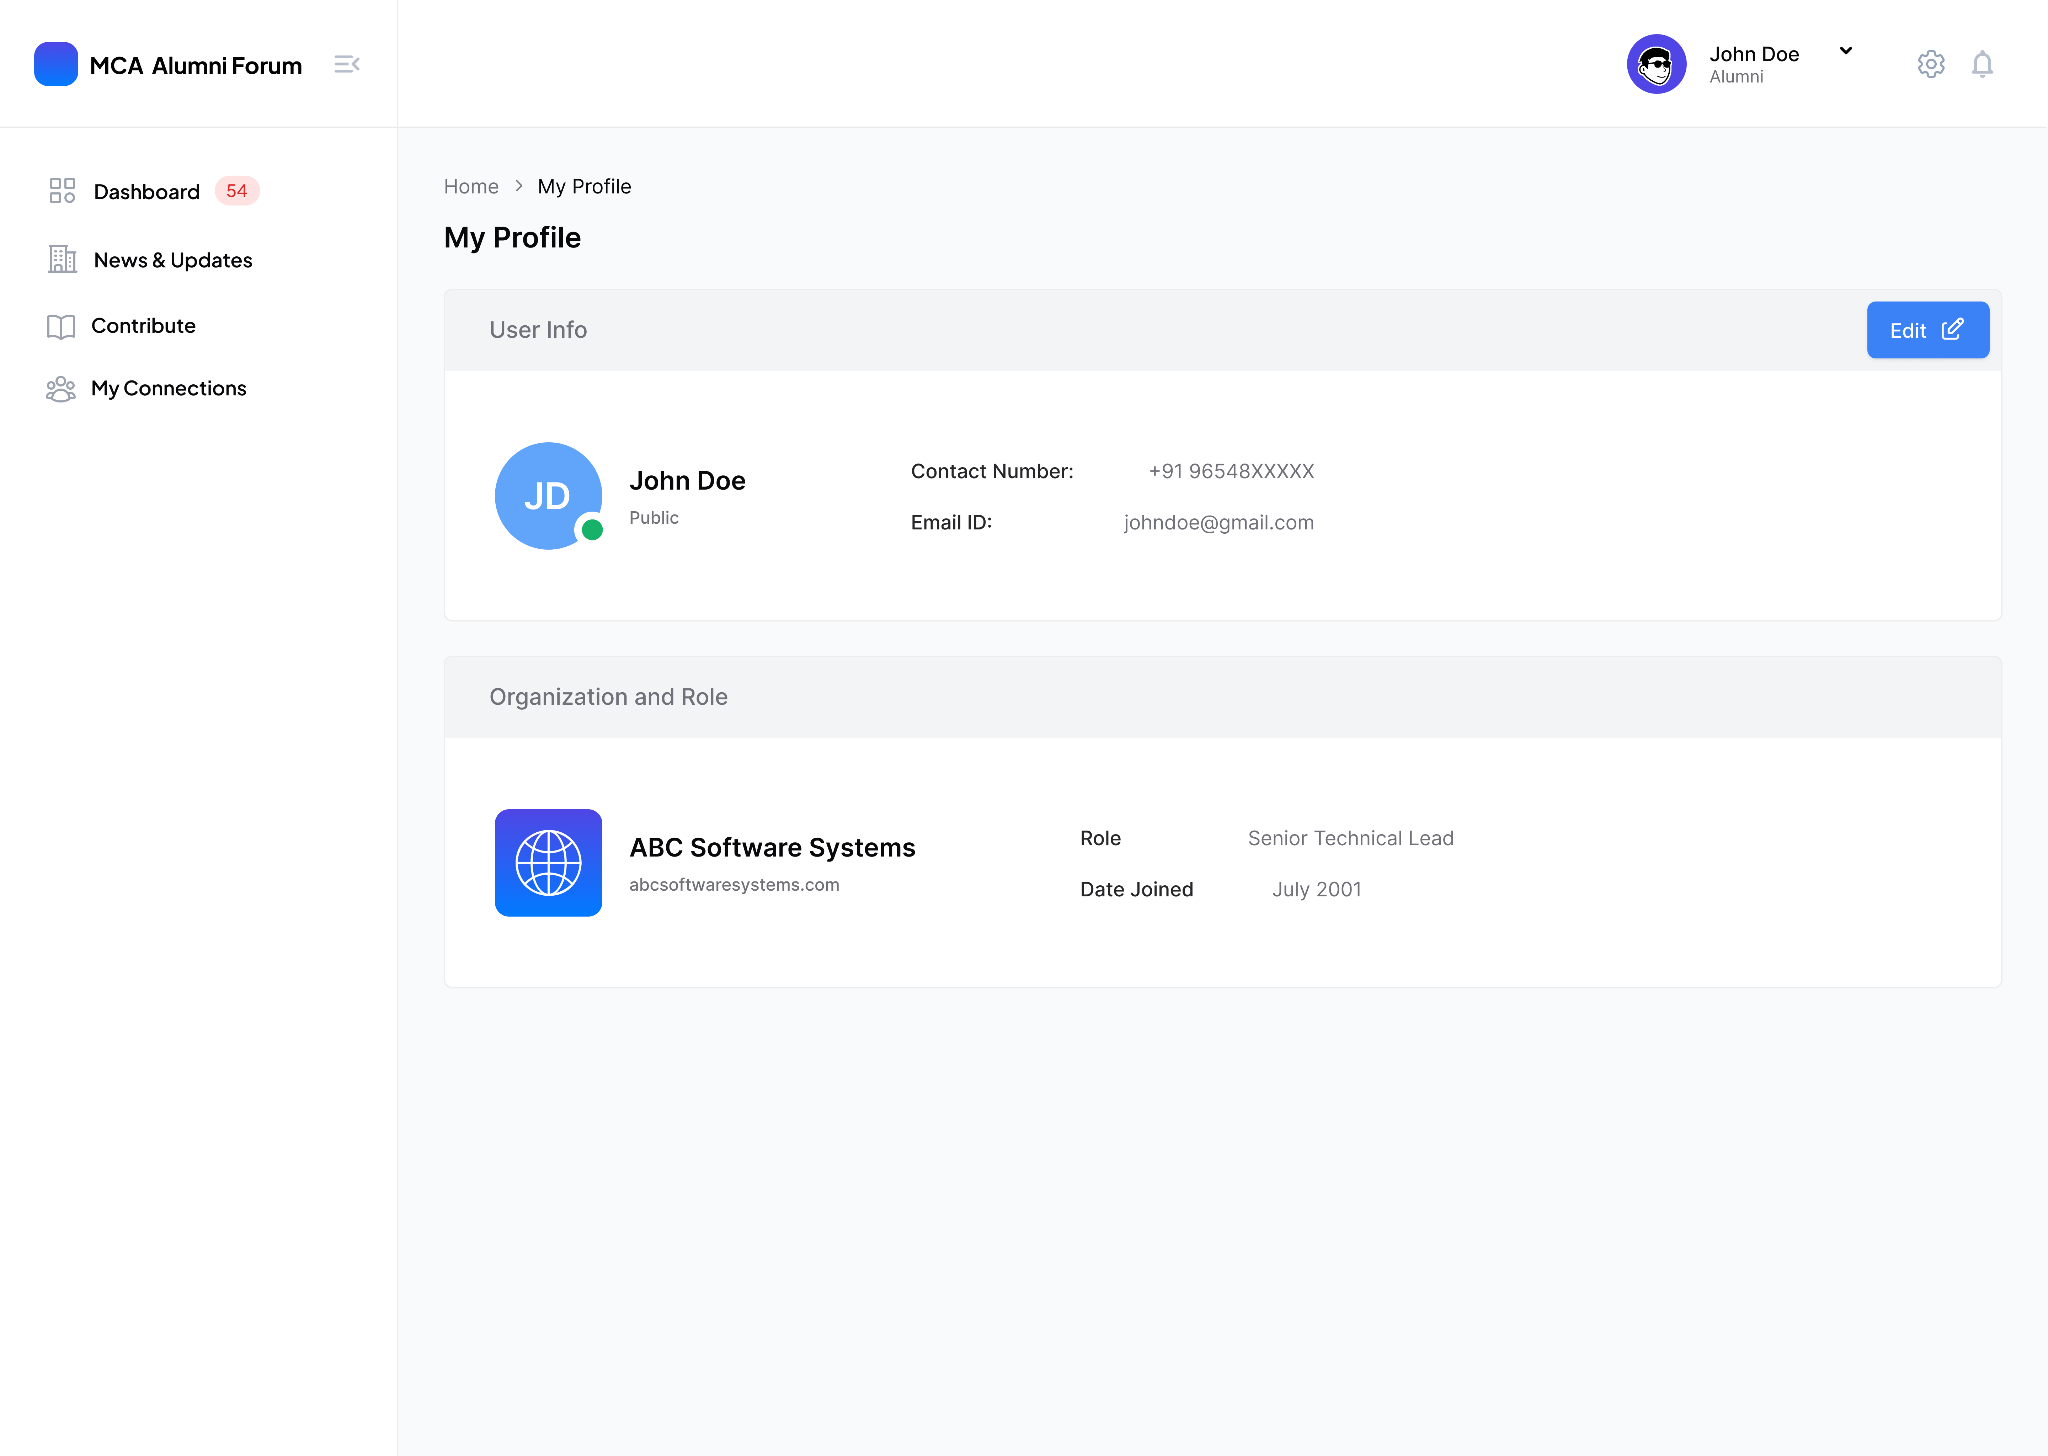 MCA Alumni Forum
John Doe
Alumni
Dashboard 54
News & Updates
Contribute
My Connections
Home > My Profile
My Profile
User Info
Edit
JD
John Doe
Public
Contact Number: +91 96548XXXXX
Email ID: johndoe@gmail.com
Organization and Role
ABC Software Systems
abcsoftwaresystems.com
Role Senior Technical Lead
Date Joined July 2001